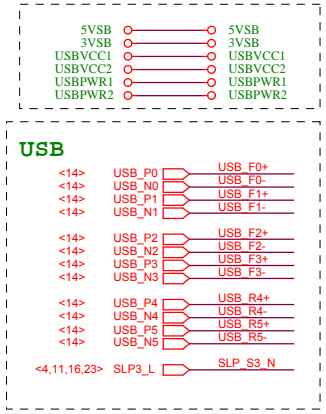 5VSB 5VSB
3VSB 3VSB
USBVCC1 USBVCC1
USBVCC2 USBVCC2
USBPWR1 USBPWR1
USBPWR2 USBPWR2
USB
<14> USB_P0 USB_F0+
<14> USB_N0 USB_F0-
<14> USB_P1 USB_F1+
<14> USB_N1 USB_F1-
<14> USB_P2 USB_F2+
<14> USB_N2 USB_F2-
<14> USB_P3 USB_F3+
<14> USB_N3 USB_F3-
<14> USB_P4 USB_R4+
<14> USB_N4 USB_R4-
<14> USB_P5 USB_R5+
<14> USB_N5 USB_R5-
<4,11,16,23> SLP3_L SLP_S3_N